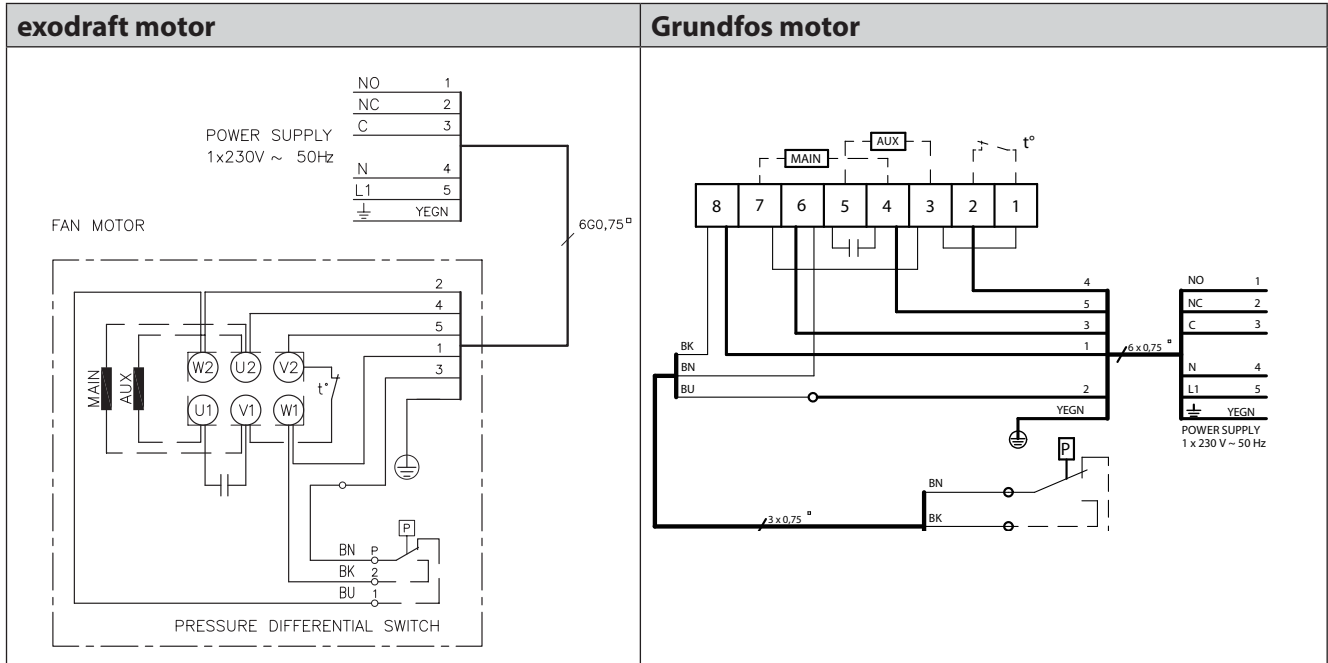 exodraft motor
NO 1
NC 2
C 3
POWER SUPPLY
1x230V ~ 50Hz
N 4
L1 5
YEGN
6G0,75
FAN MOTOR
2
4
5
1
3
MAIN
AUX
W2 U2 V2
t°
U1 V1 W1
P
BN P
BK 2
BU 1
PRESSURE DIFFERENTIAL SWITCH
Grundfos motor
AUX
t°
MAIN
8 7 6 5 4 3 2 1
4
5
3
1
2
YEGN
BK
BN
BU
6 x 0,75
NO 1
NC 2
C 3
N 4
L1 5
YEGN
POWER SUPPLY
1 x 230 V ~ 50 Hz
P
BN
BK
3 x 0,75